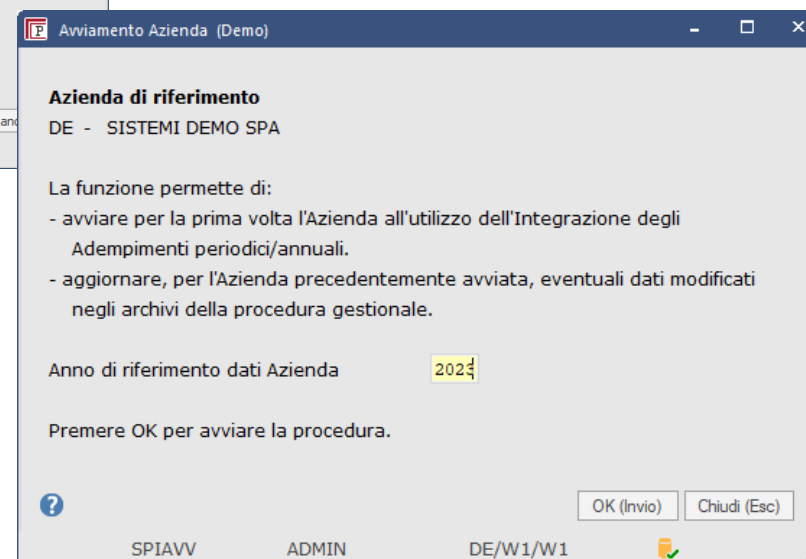 Avviamento Azienda (Demo)
Azienda di riferimento
DE - SISTEMI DEMO SPA
La funzione permette di:
- avviare per la prima volta l'Azienda all'utilizzo dell'Integrazione degli
Adempimenti periodici/annuali.
- aggiornare, per l'Azienda precedentemente avviata, eventuali dati modificati
negli archivi della procedura gestionale.
Anno di riferimento dati Azienda 2023
Premere OK per avviare la procedura.
OK (Invio) Chiudi (Esc)
SPIAVV ADMIN DE/W1/W1